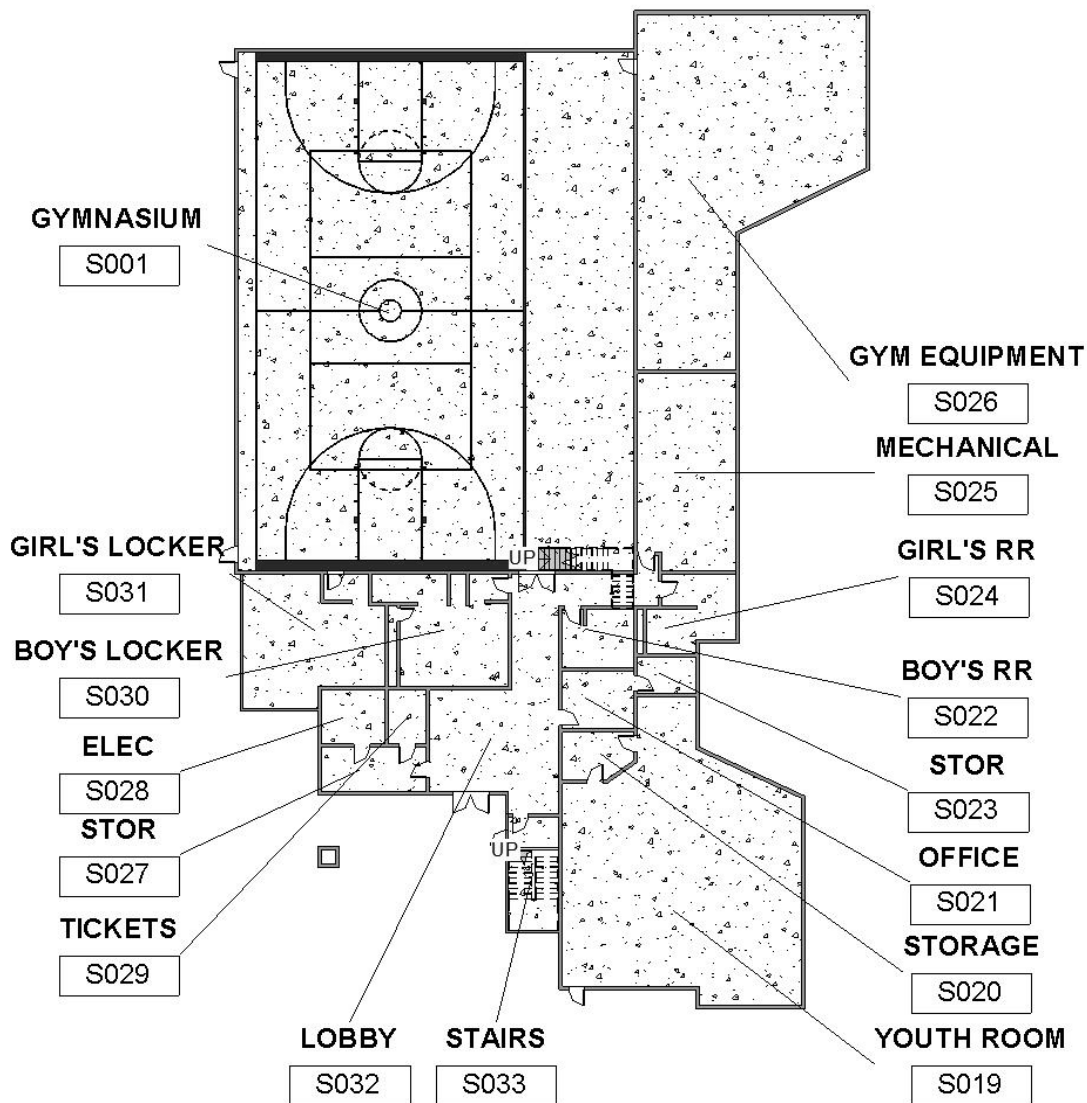 GYMNASIUM
S001
GYM EQUIPMENT
S026
MECHANICAL
S025
GIRL'S LOCKER
S031
UP
GIRL'S RR
S024
BOY'S LOCKER
S030
BOY'S RR
S022
ELEC
S028
STOR
S023
STOR
S027
UP
OFFICE
S021
TICKETS
S029
STORAGE
S020
LOBBY
S032
STAIRS
S033
YOUTH ROOM
S019